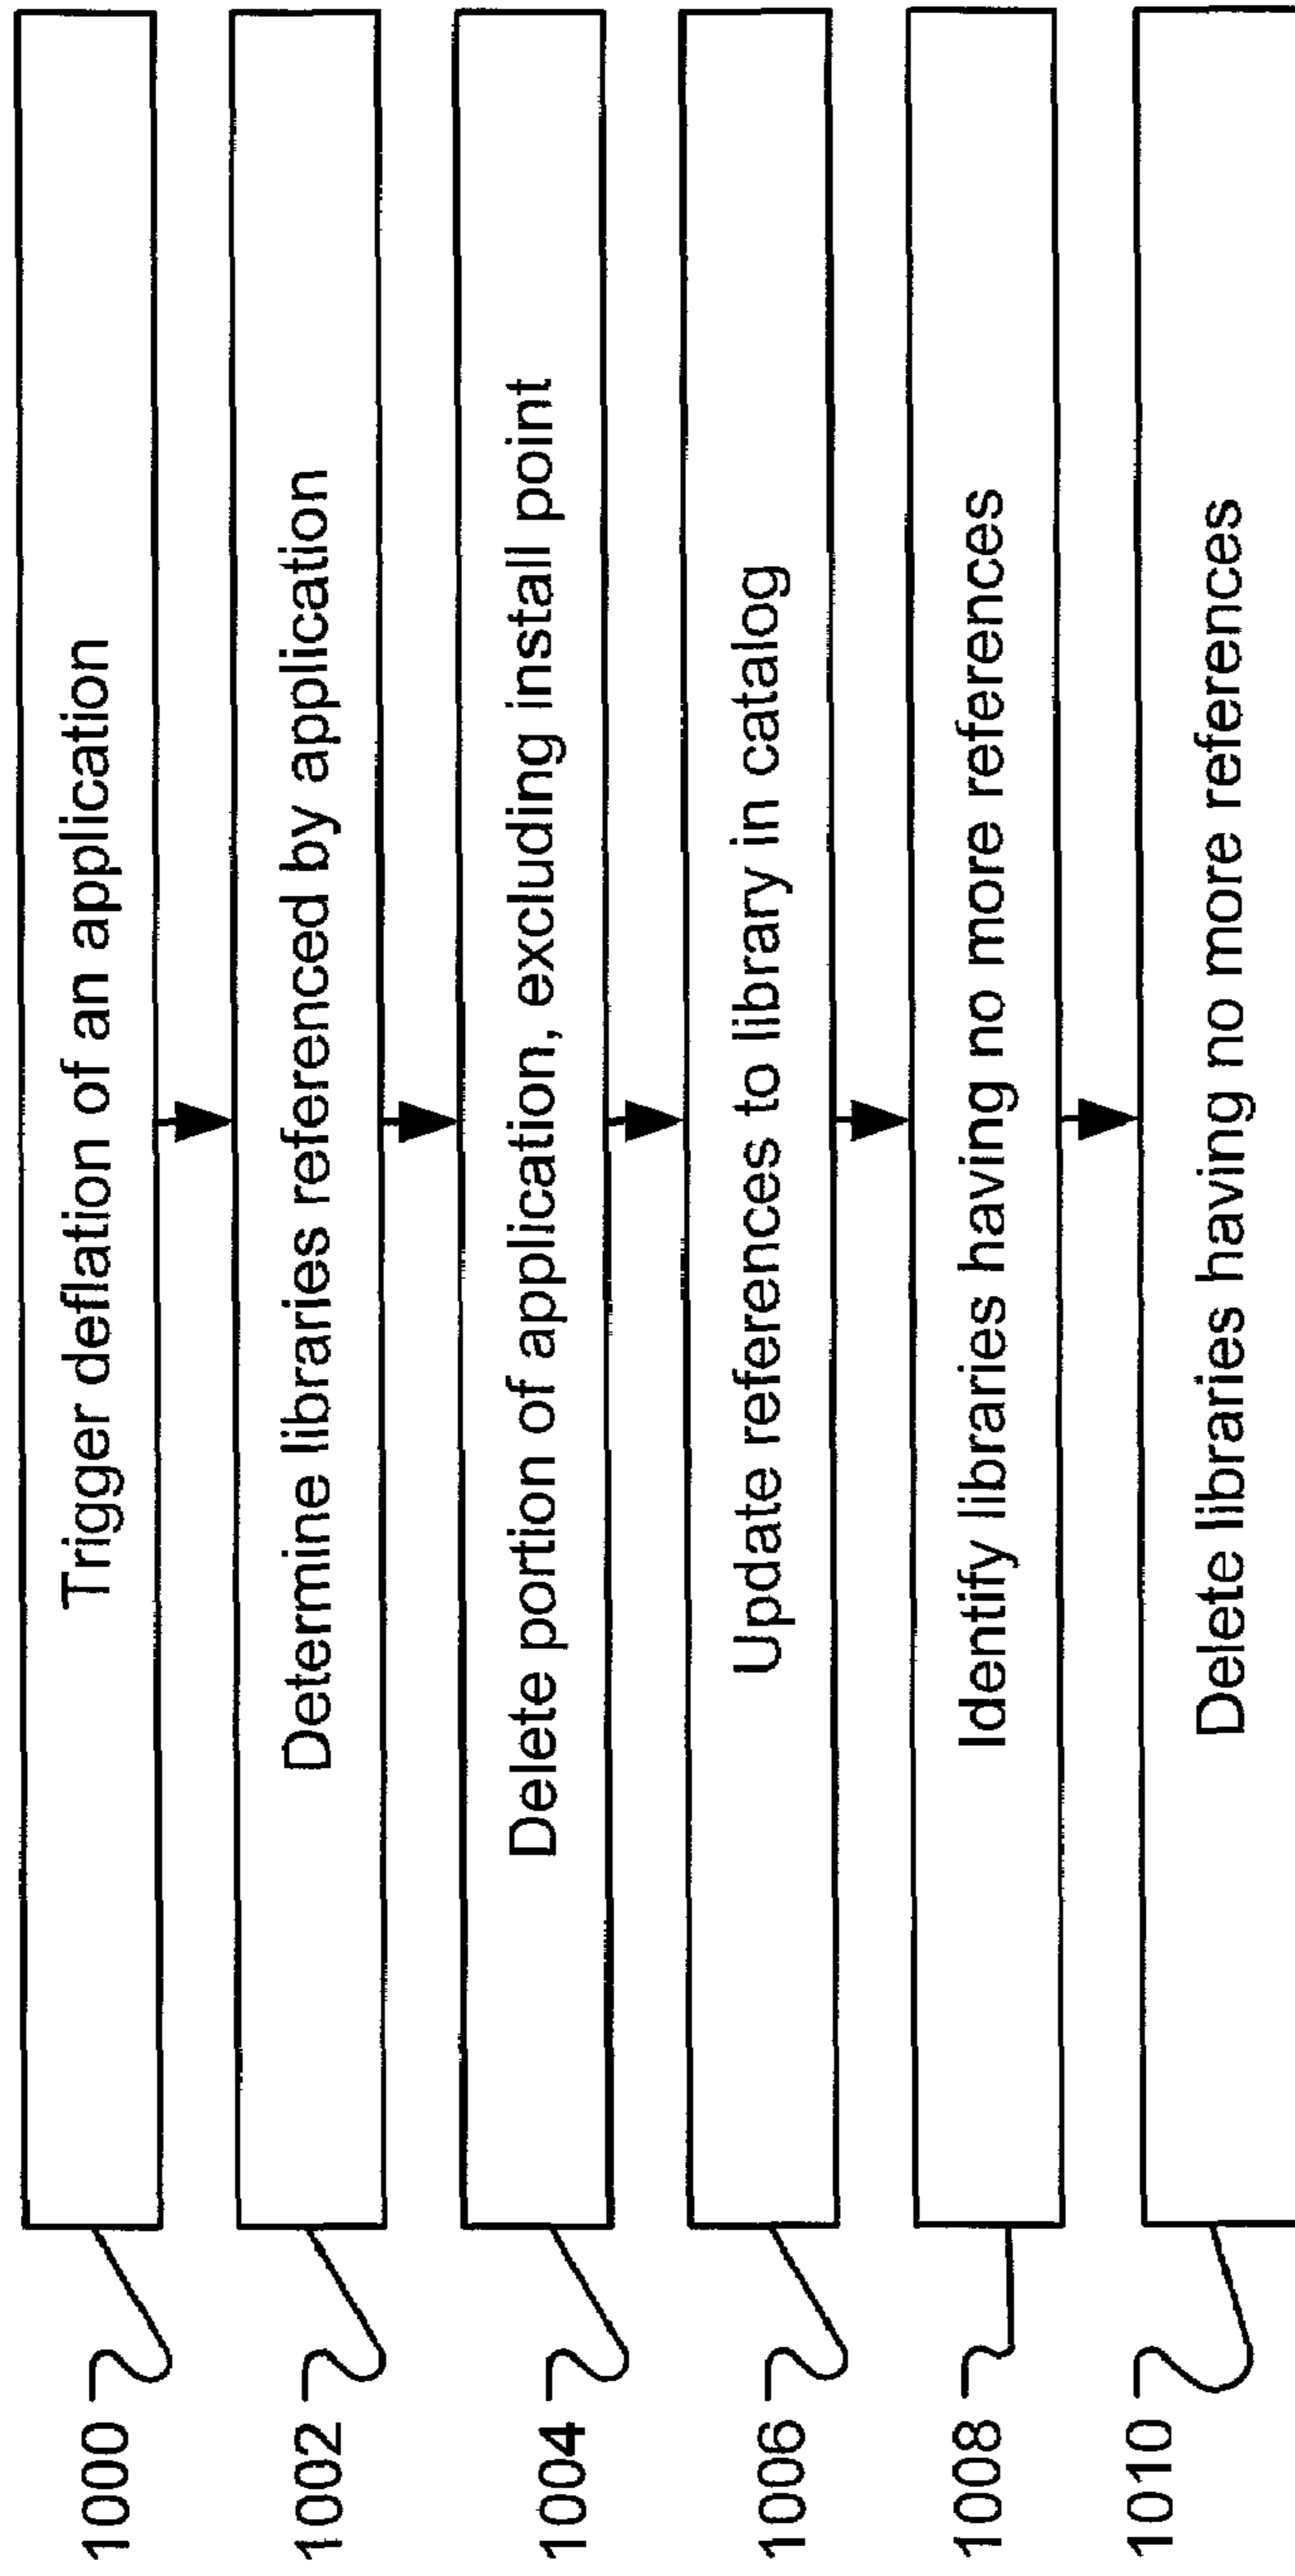 1000
Trigger deflation of an application
1002
Determine libraries referenced by application
1004
Delete portion of application, excluding install point
1006
Update references to library in catalog
1008
Identify libraries having no more references
1010
Delete libraries having no more references